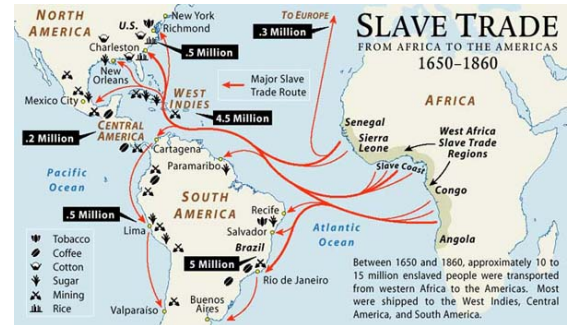 NORTH
AMERICA
U.S.
New York
Richmond
.5 Million
Charleston
New
Orleans
Mexico City
WEST
INDIES
4.5 Million
CENTRAL
AMERICA
.2 Million
Cartagena
Paramaribo
Pacific
Ocean
SOUTH
AMERICA
.5 Million
Lima
Recife
Salvador
Brazil
5 Million
Rio de Janeiro
Buenos
Aires
Valparaíso
Atlantic
Ocean
Major Slave
Trade Route
TO EUROPE
.3 Million
SLAVE TRADE
FROM AFRICA TO THE AMERICAS
1650–1860
AFRICA
Senegal
Sierra
Leone
West Africa
Slave Trade
Regions
Slave Coast
Congo
Angola
Tobacco
Coffee
Cotton
Sugar
Mining
Rice
Between 1650 and 1860, approximately 10 to
15 million enslaved people were transported
from western Africa to the Americas. Most
were shipped to the West Indies, Central
America, and South America.